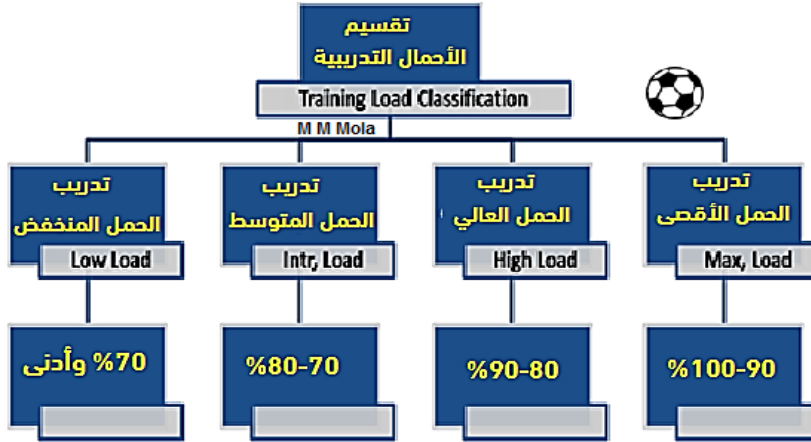 تقسيم
الأحمال التدريبية
Training Load Classification
M M Mola
تدريب
الحمل المنخفض
Low Load
تدريب
الحمل المتوسط
Intr, Load
تدريب
الحمل العالي
High Load
تدريب
الحمل الأقصى
Max, Load
%70 وأدنى
%80-70
%90-80
%100-90